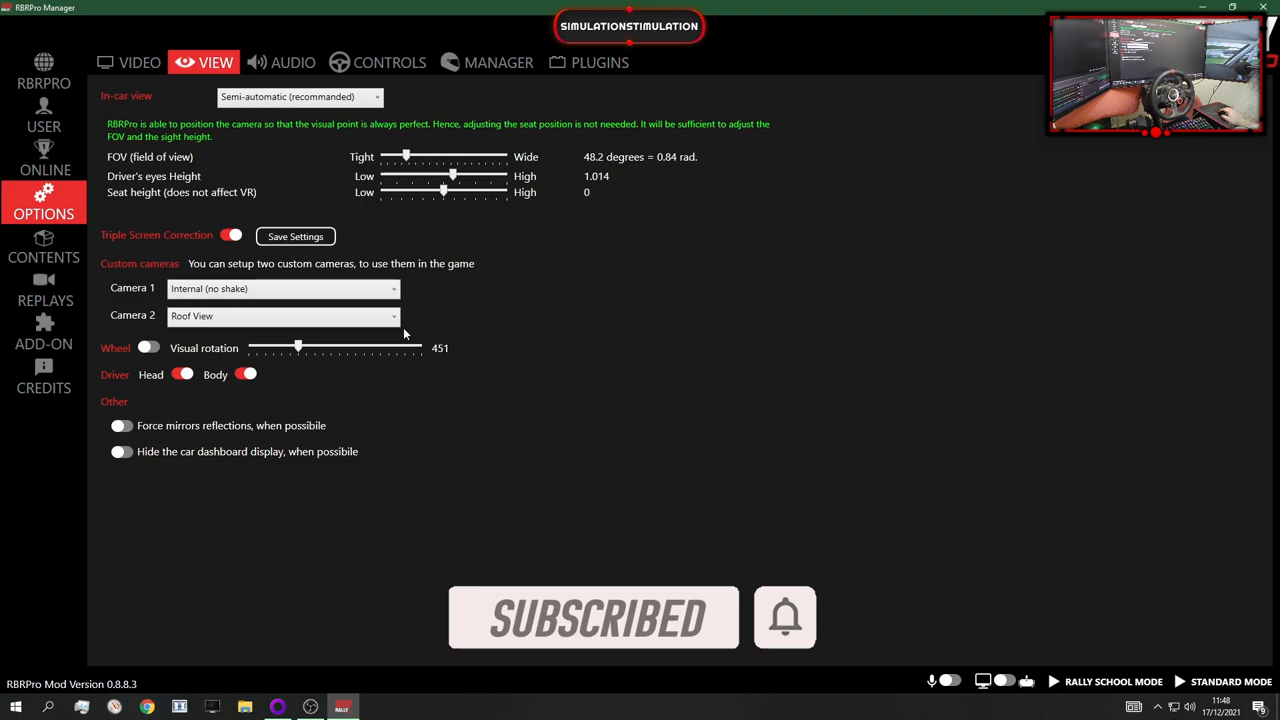 RBRPro Manager
SIMULATIONSTIMULATION
RBRPRO
USER
ONLINE
OPTIONS
CONTENTS
REPLAYS
ADD-ON
CREDITS
VIDEO VIEW AUDIO CONTROLS MANAGER PLUGINS
In-car view Semi-automatic (recommanded)
RBRPro is able to position the camera so that the visual point is always perfect. Hence, adjusting the seat position is not neeeded. It will be sufficient to adjust the
FOV and the sight height.
FOV (field of view) Tight Wide 48.2 degrees = 0.84 rad.
Driver's eyes Height Low High 1.014
Seat height (does not affect VR) Low High 0
Triple Screen Correction Save Settings
Custom cameras You can setup two custom cameras, to use them in the game
Camera 1 Internal (no shake)
Camera 2 Roof View
Wheel Visual rotation 451
Driver Head Body
Other
Force mirrors reflections, when possibile
Hide the car dashboard display, when possibile
SUBSCRIBED
RBRPro Mod Version 0.8.8.3
RALLY SCHOOL MODE STANDARD MODE
RALLY
11:48
17/12/2021